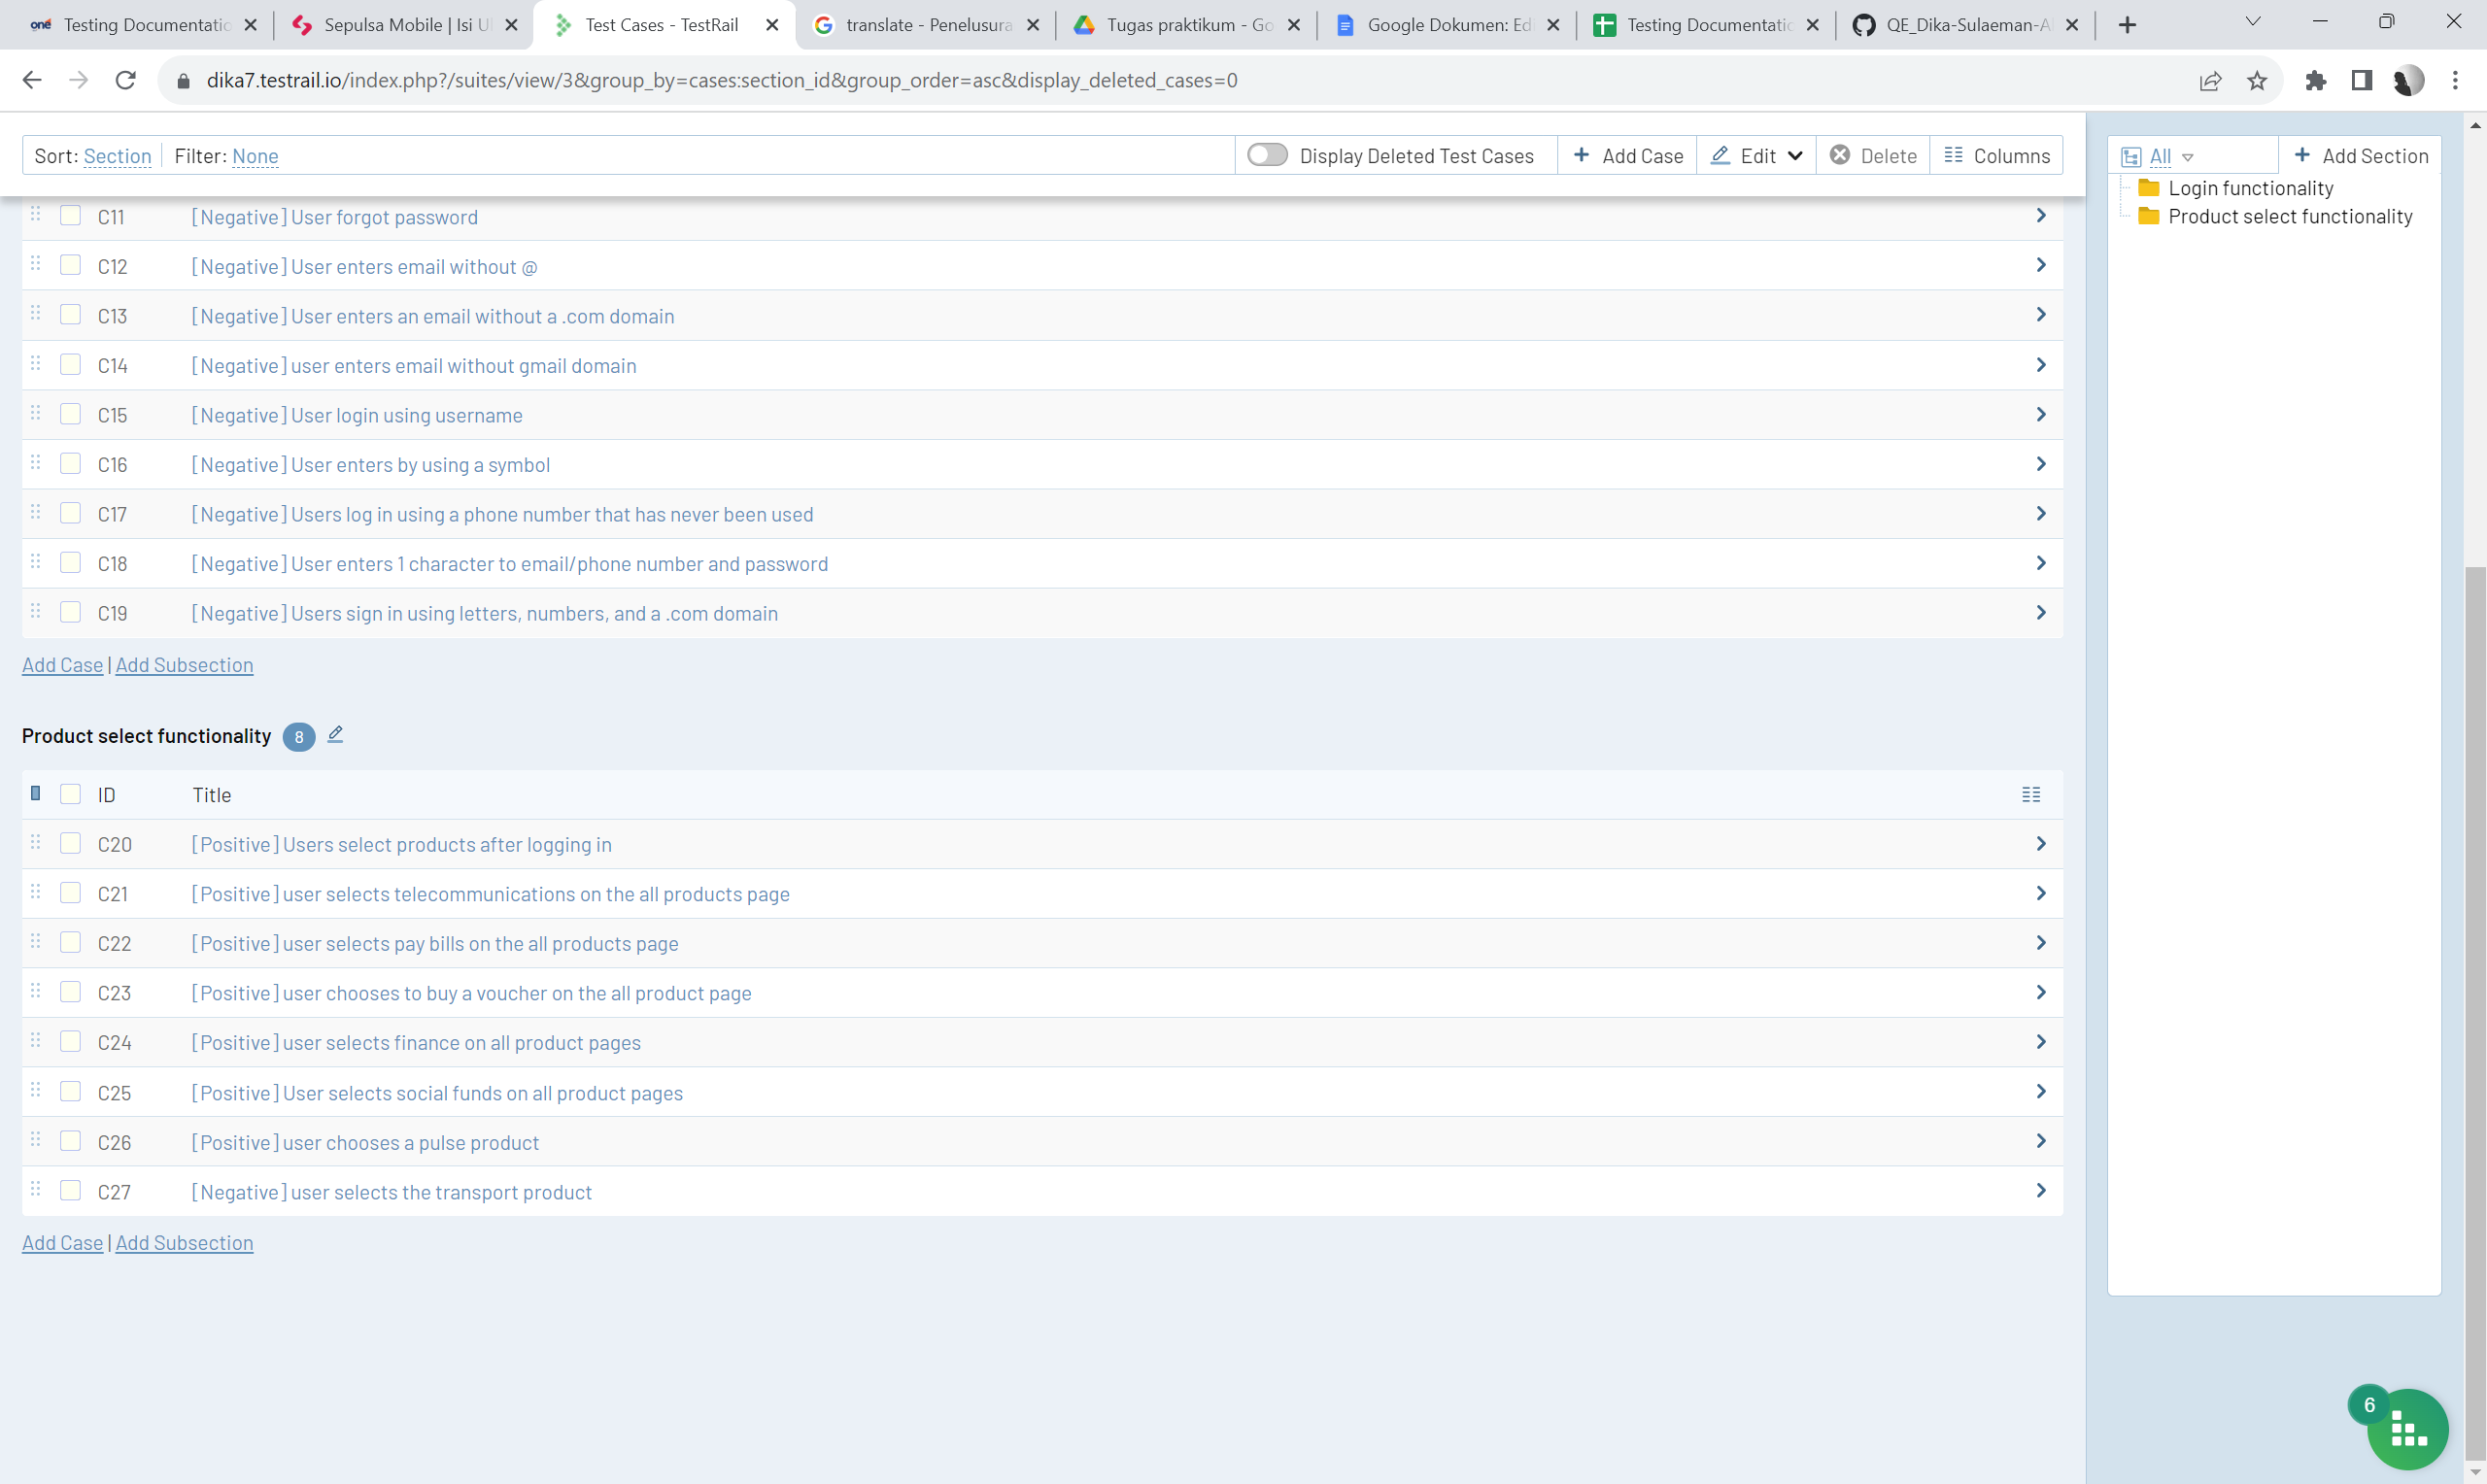 one Testing Documentatio
Sepulsa Mobile | Isi Ul
Test Cases - TestRail
translate - Penelusura
Tugas praktikum - Go
Google Dokumen: Ed
Testing Documentatio
QE_Dika-Sulaeman-A
dika7.testrail.io/index.php?/suites/view/3&group_by=cases:section_id&group_order=asc&display_deleted_cases=0
Sort: Section Filter: None Display Deleted Test Cases + Add Case Edit Delete Columns
All + Add Section
Login functionality
Product select functionality
C11 [Negative] User forgot password
C12 [Negative] User enters email without @
C13 [Negative] User enters an email without a .com domain
C14 [Negative] user enters email without gmail domain
C15 [Negative] User login using username
C16 [Negative] User enters by using a symbol
C17 [Negative] Users log in using a phone number that has never been used
C18 [Negative] User enters 1 character to email/phone number and password
C19 [Negative] Users sign in using letters, numbers, and a .com domain
Add Case | Add Subsection
Product select functionality 8
ID Title
C20 [Positive] Users select products after logging in
C21 [Positive] user selects telecommunications on the all products page
C22 [Positive] user selects pay bills on the all products page
C23 [Positive] user chooses to buy a voucher on the all product page
C24 [Positive] user selects finance on all product pages
C25 [Positive] User selects social funds on all product pages
C26 [Positive] user chooses a pulse product
C27 [Negative] user selects the transport product
Add Case | Add Subsection
6